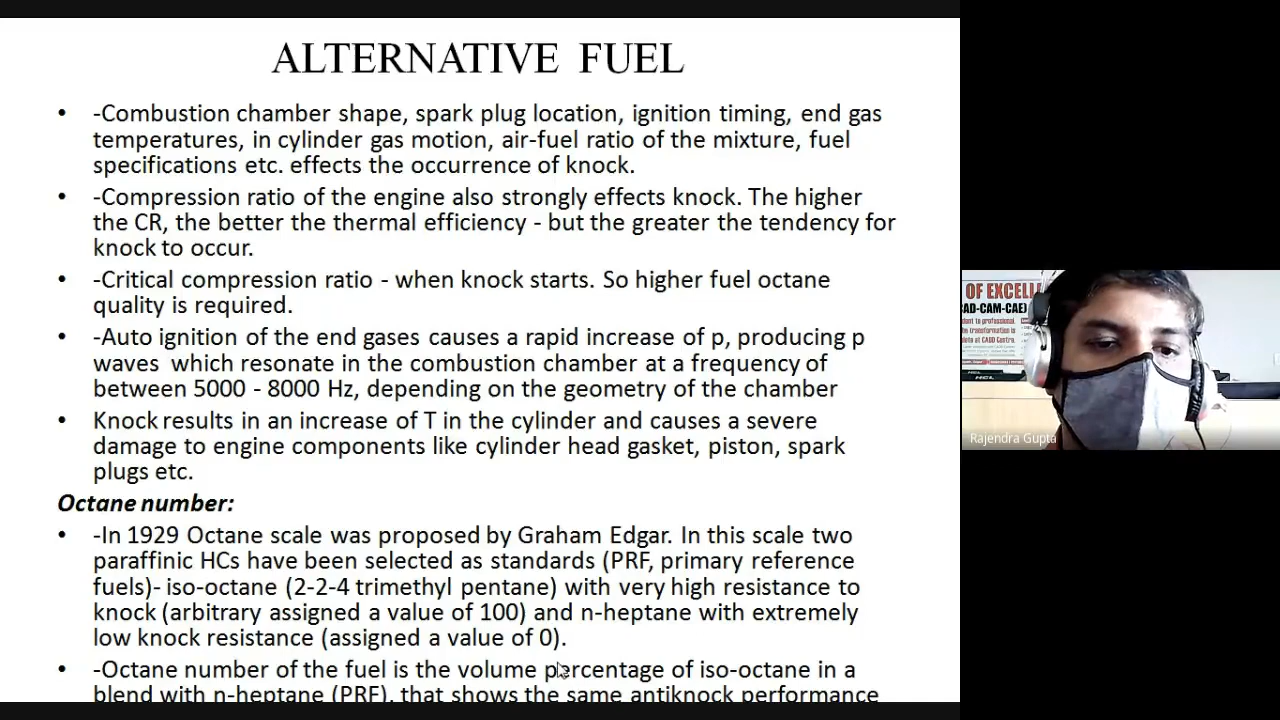 ALTERNATIVE FUEL
• -Combustion chamber shape, spark plug location, ignition timing, end gas
temperatures, in cylinder gas motion, air-fuel ratio of the mixture, fuel
specifications etc. effects the occurrence of knock.
• -Compression ratio of the engine also strongly effects knock. The higher
the CR, the better the thermal efficiency - but the greater the tendency for
knock to occur.
• -Critical compression ratio - when knock starts. So higher fuel octane
quality is required.
• -Auto ignition of the end gases causes a rapid increase of p, producing p
waves which resonate in the combustion chamber at a frequency of
between 5000 - 8000 Hz, depending on the geometry of the chamber
• Knock results in an increase of T in the cylinder and causes a severe
damage to engine components like cylinder head gasket, piston, spark
plugs etc.
Octane number:
• -In 1929 Octane scale was proposed by Graham Edgar. In this scale two
paraffinic HCs have been selected as standards (PRF, primary reference
fuels)- iso-octane (2-2-4 trimethyl pentane) with very high resistance to
knock (arbitrary assigned a value of 100) and n-heptane with extremely
low knock resistance (assigned a value of 0).
• -Octane number of the fuel is the volume percentage of iso-octane in a
blend with n-heptane (PRF), that shows the same antiknock performance
OF EXCELL
CAD-CAM-CAE)
HCL
Rajendra Gupta